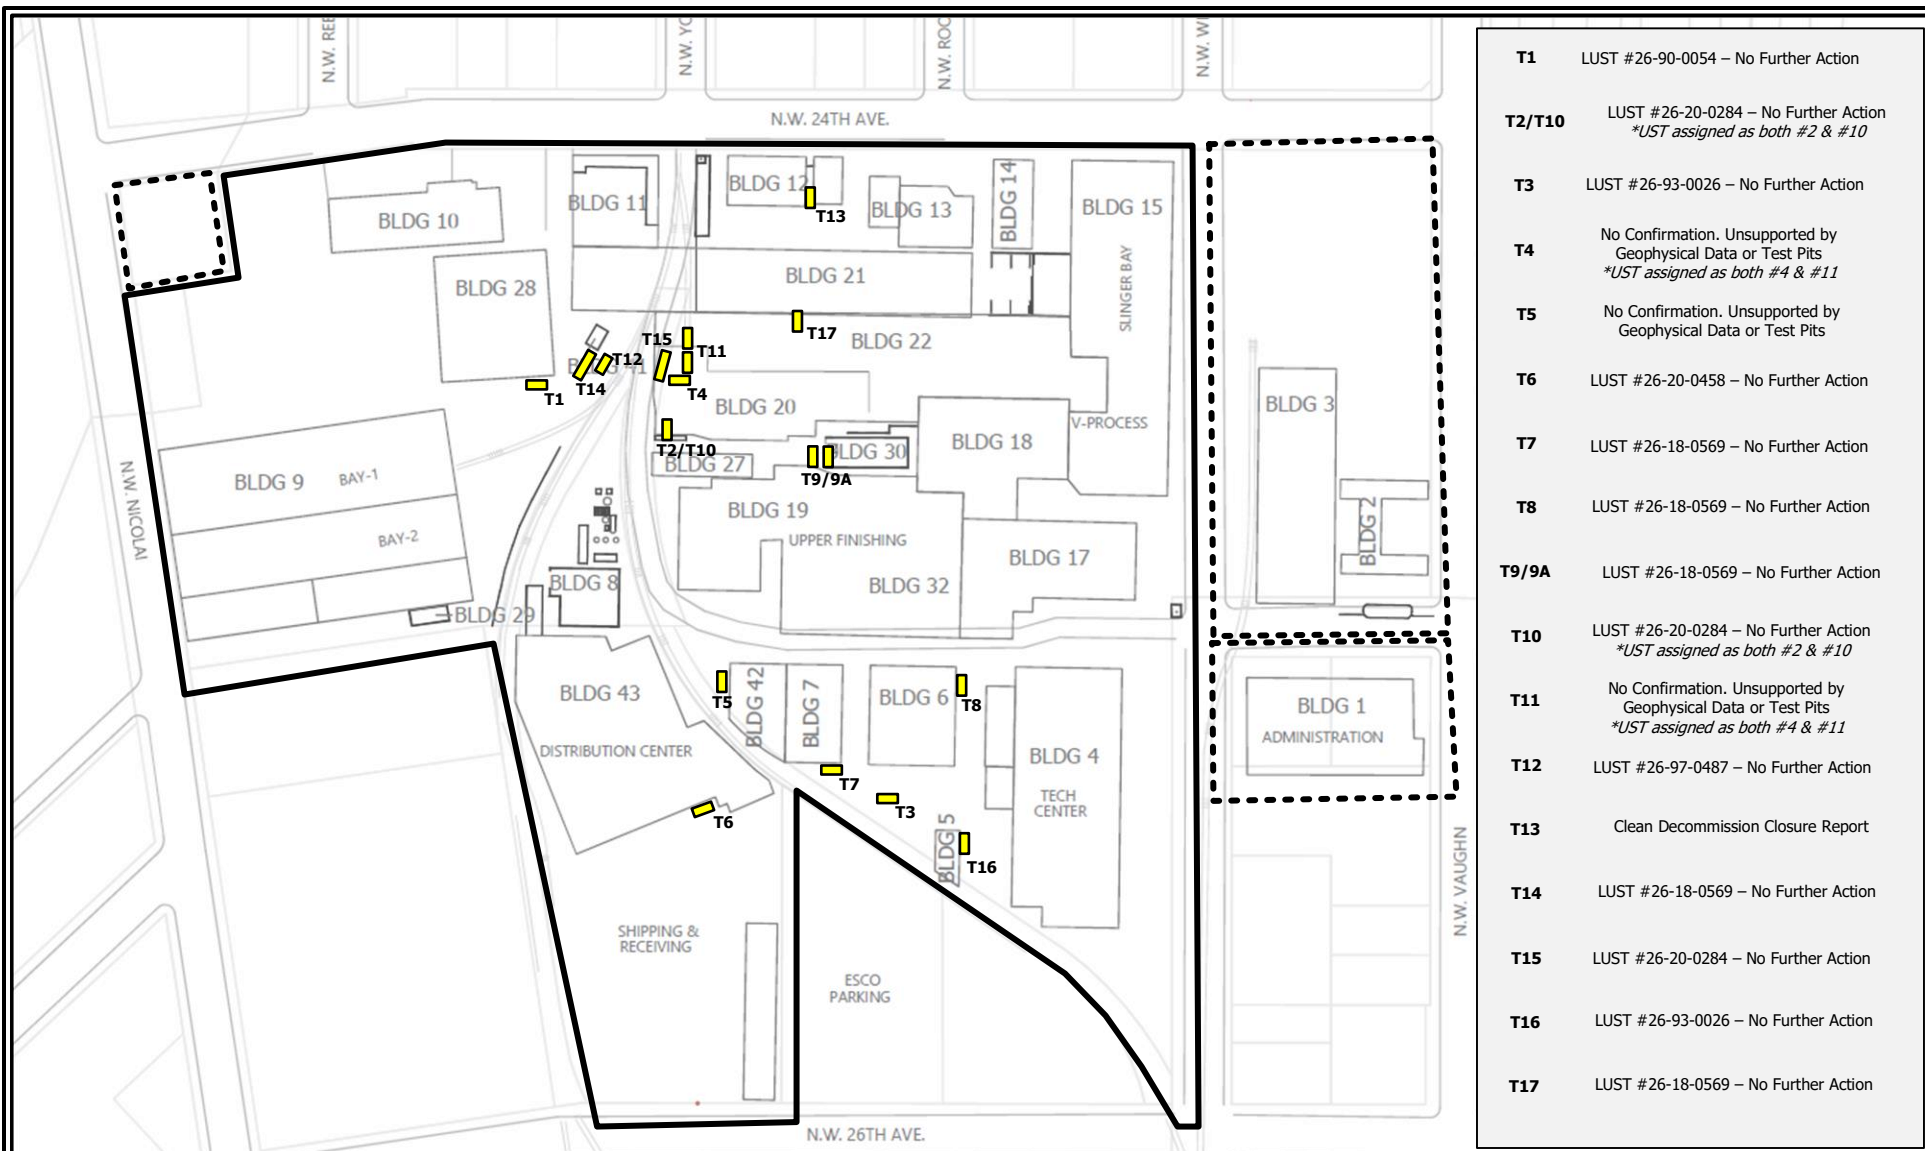 N.W. 24TH AVE.
BLDG 10
BLDG 11
BLDG 12
T13
BLDG 13
BLDG 14
BLDG 15
SLINGER BAY
BLDG 28
BLDG 21
T17
BLDG 22
T15
T11
T12
T14
T1
T4
BLDG 20
V-PROCESS
T2/T10
BLDG 27
BLDG 30
T9/9A
BLDG 18
BLDG 9
BAY-1
BAY-2
BLDG 19
UPPER FINISHING
BLDG 17
BLDG 32
BLDG 8
BLDG 29
BLDG 3
BLDG 2
N.W. NICOLAI
BLDG 43
DISTRIBUTION CENTER
T5
BLDG 42
BLDG 7
BLDG 6
T8
BLDG 4
TECH
CENTER
BLDG 1
ADMINISTRATION
T7
T3
T6
BLDG 5
T16
SHIPPING &
RECEIVING
ESCO
PARKING
N.W. VAUGHN
N.W. 26TH AVE.
T1 LUST #26-90-0054 – No Further Action
T2/T10 LUST #26-20-0284 – No Further Action
*UST assigned as both #2 & #10
T3 LUST #26-93-0026 – No Further Action
T4 No Confirmation. Unsupported by
Geophysical Data or Test Pits
*UST assigned as both #4 & #11
T5 No Confirmation. Unsupported by
Geophysical Data or Test Pits
T6 LUST #26-20-0458 – No Further Action
T7 LUST #26-18-0569 – No Further Action
T8 LUST #26-18-0569 – No Further Action
T9/9A LUST #26-18-0569 – No Further Action
T10 LUST #26-20-0284 – No Further Action
*UST assigned as both #2 & #10
T11 No Confirmation. Unsupported by
Geophysical Data or Test Pits
*UST assigned as both #4 & #11
T12 LUST #26-97-0487 – No Further Action
T13 Clean Decommission Closure Report
T14 LUST #26-18-0569 – No Further Action
T15 LUST #26-20-0284 – No Further Action
T16 LUST #26-93-0026 – No Further Action
T17 LUST #26-18-0569 – No Further Action